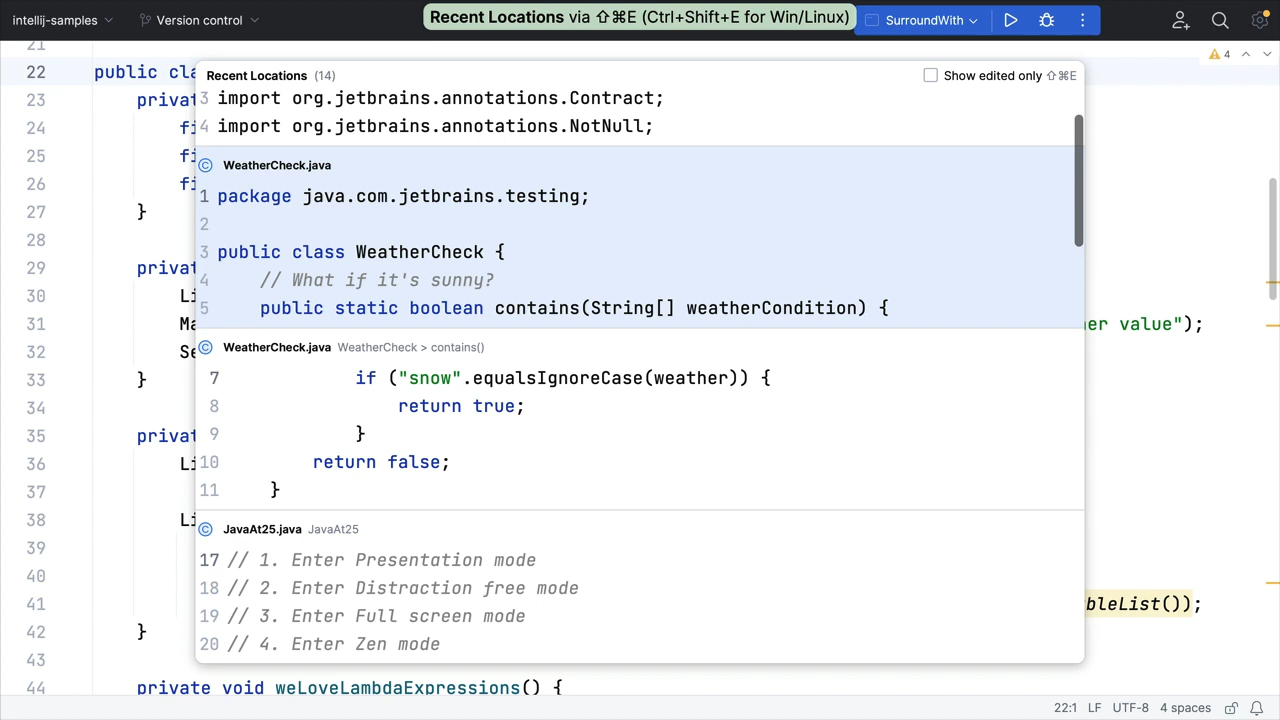 intellij-samples
Version control
Recent Locations via ⇧⌘E (Ctrl+Shift+E for Win/Linux)
SurroundWith
4
21
22 public cla
23 privat
24 fi
25 fi
26 fi
27 }
28
29 privat
30 Li
31 Ma er value");
32 Se
33 }
34
35 privat
36 Li
37
38 Li
39
40
41 bleList());
42 }
43
44 private void weLoveLambdaExpressions() {
Recent Locations (14)
Show edited only ⇧⌘E
3 import org.jetbrains.annotations.Contract;
4 import org.jetbrains.annotations.NotNull;
WeatherCheck.java
1 package java.com.jetbrains.testing;
2
3 public class WeatherCheck {
4 // What if it's sunny?
5 public static boolean contains(String[] weatherCondition) {
WeatherCheck.java WeatherCheck > contains()
7 if ("snow".equalsIgnoreCase(weather)) {
8 return true;
9 }
10 return false;
11 }
JavaAt25.java JavaAt25
17 // 1. Enter Presentation mode
18 // 2. Enter Distraction free mode
19 // 3. Enter Full screen mode
20 // 4. Enter Zen mode
22:1 LF UTF-8 4 spaces